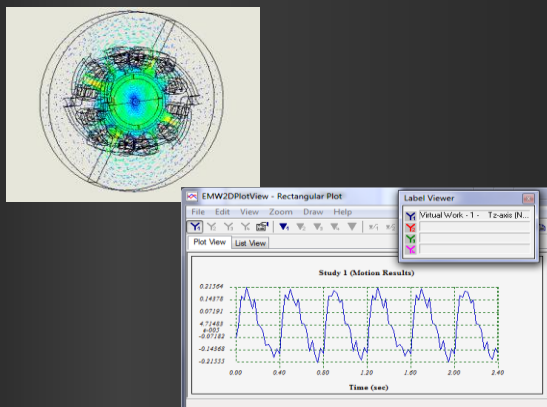 EMW2DPlotView - Rectangular Plot
Label Viewer
File Edit View Zoom Draw Help
Virtual Work - 1 - Tz-axis (N...
Plot View List View
Study 1 (Motion Results)
0.21364
0.14378
0.07191
4.71483
e-005
-0.07182
-0.14368
-0.21333
0.00 0.40 0.80 1.20 1.60 2.00 2.40
Time (sec)